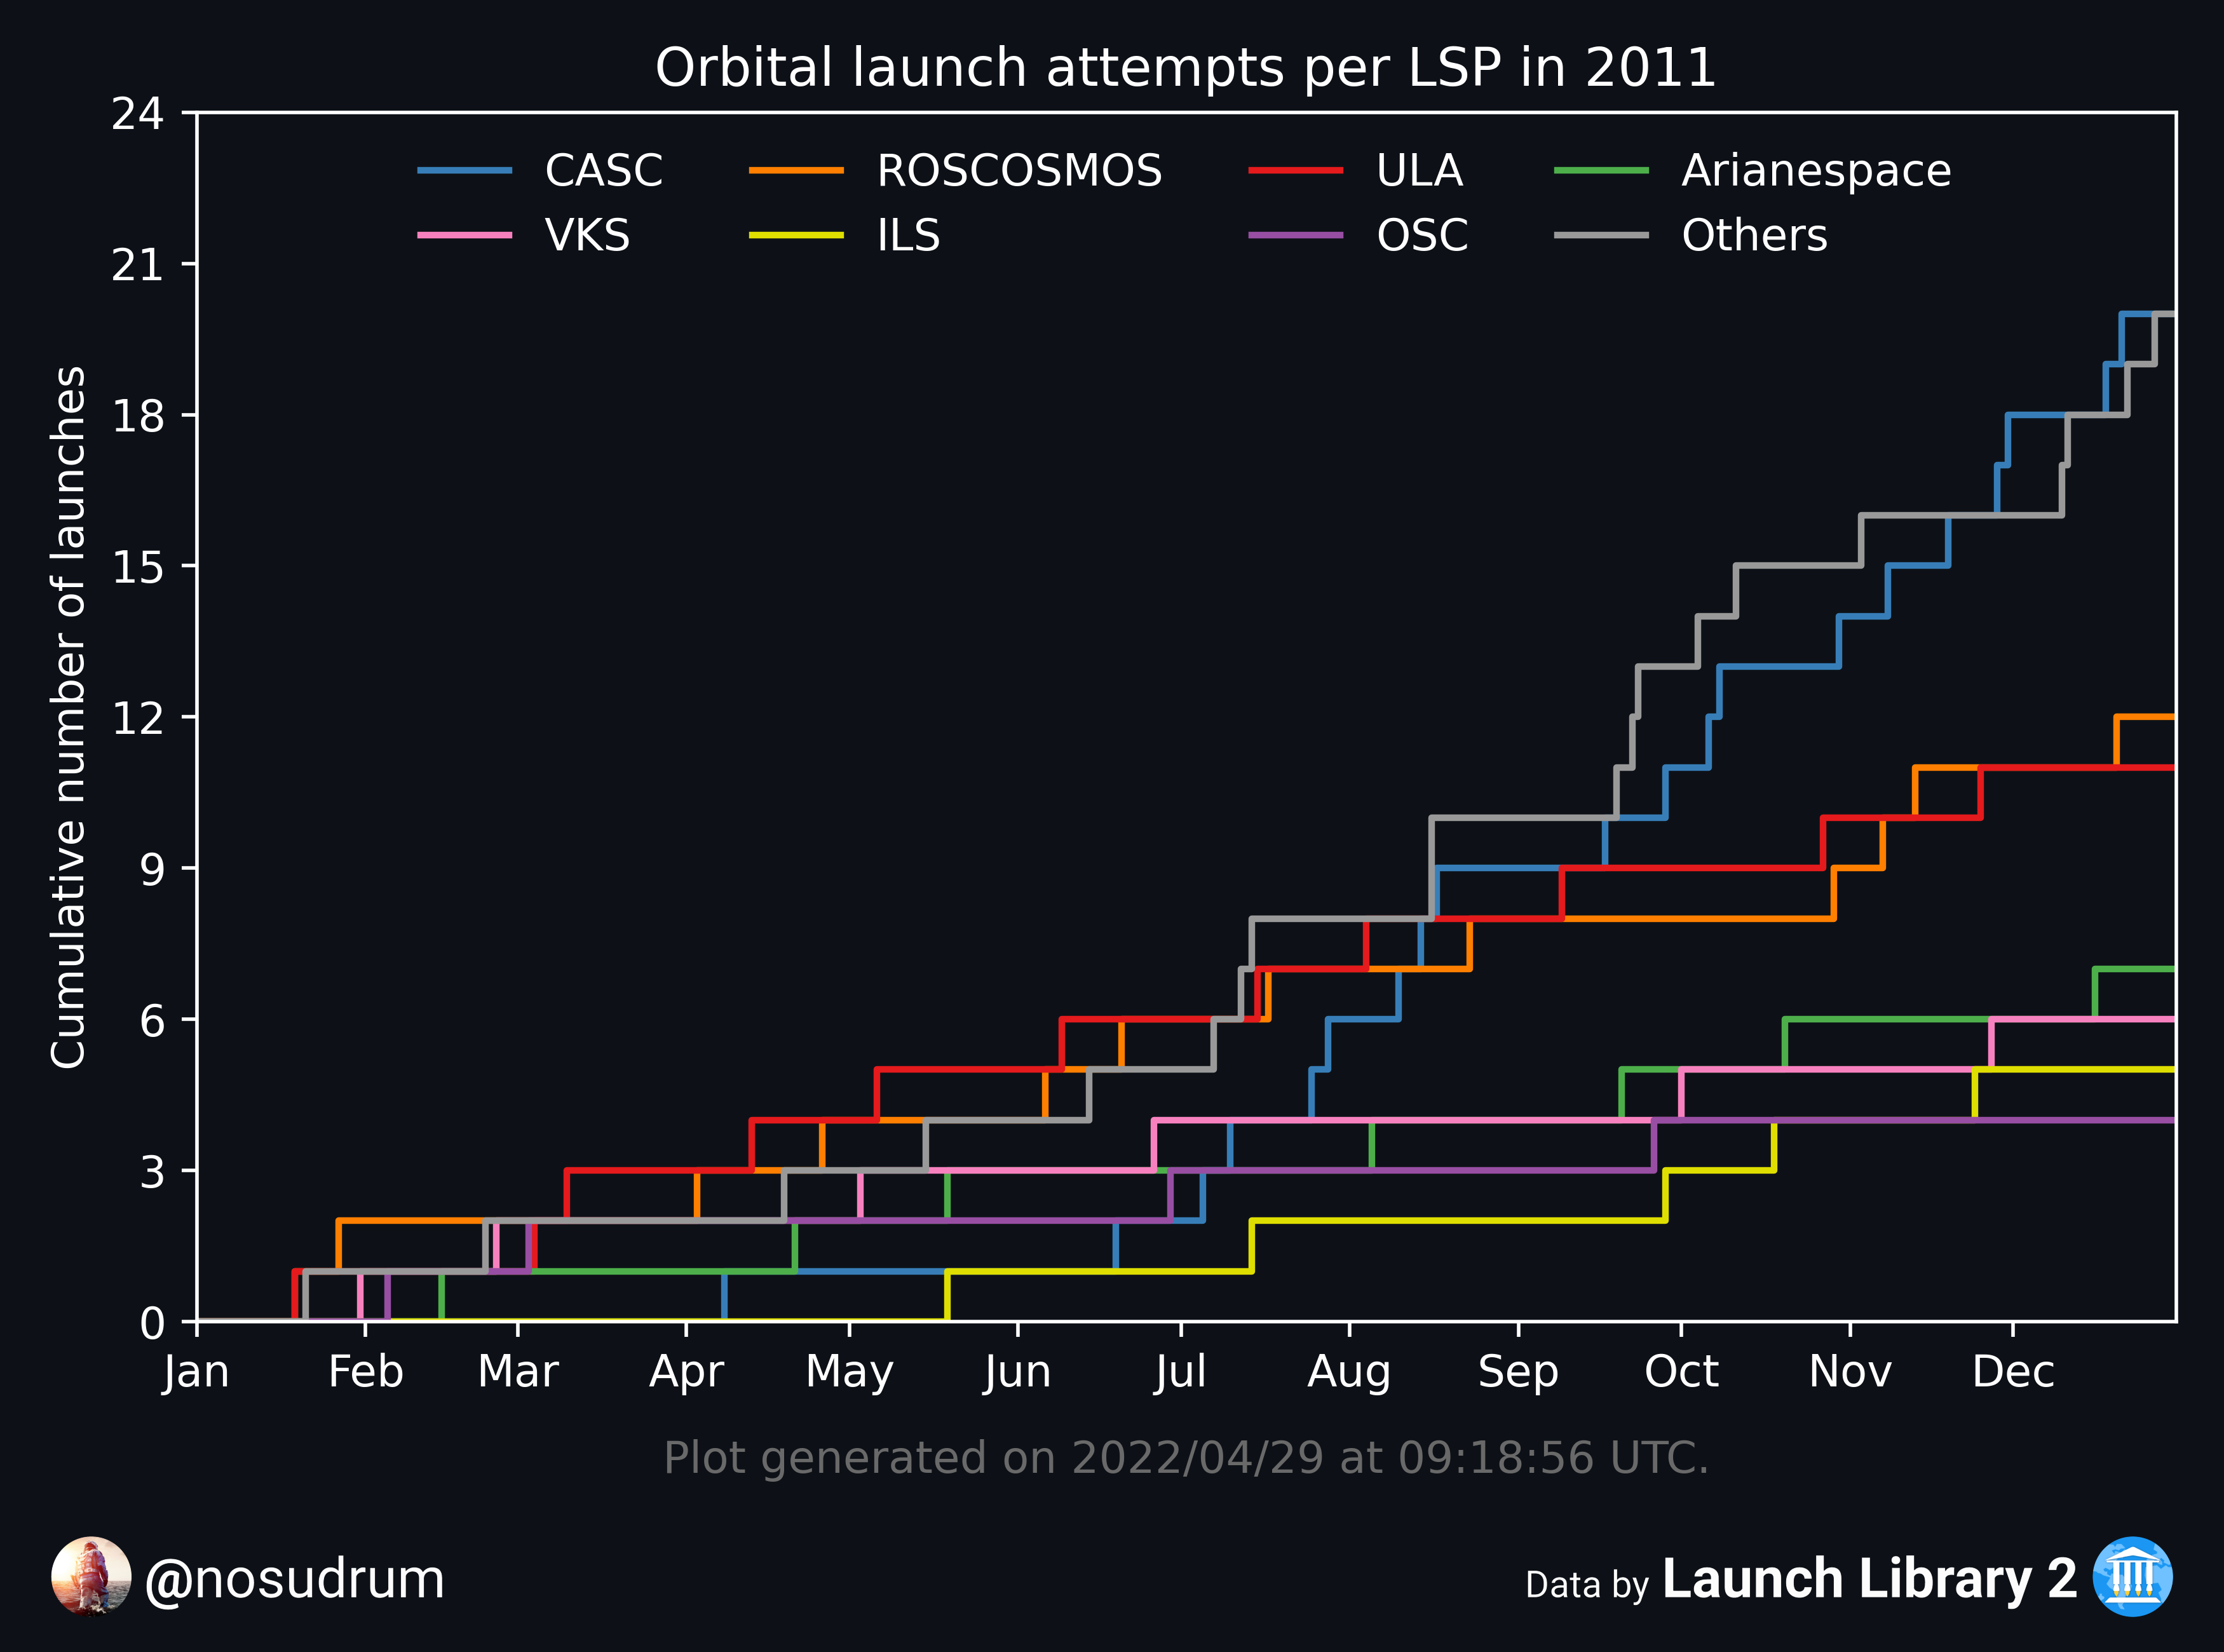 Orbital launch attempts per LSP in 2011
24
21
18
15
12
9
6
3
0
Cumulative number of launches
CASC ROSCOSMOS ULA Arianespace
VKS ILS OSC Others
Jan Feb Mar Apr May Jun Jul Aug Sep Oct Nov Dec
Plot generated on 2022/04/29 at 09:18:56 UTC.
@nosudrum
Data by Launch Library 2